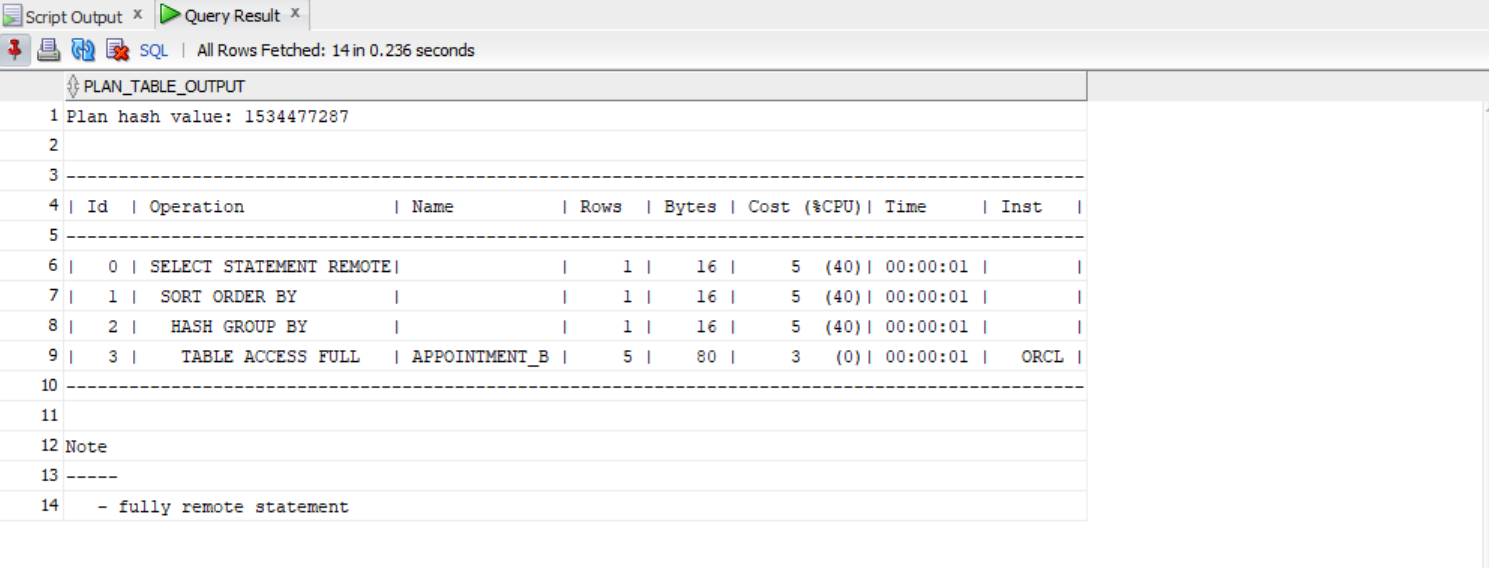 Script Output x Query Result x
SQL | All Rows Fetched: 14 in 0.236 seconds
PLAN_TABLE_OUTPUT
1 Plan hash value: 1534477287
2
3 -------------------------------------------------------------------------------------------------
4 | Id  | Operation              | Name          | Rows  | Bytes | Cost (%CPU)| Time     | Inst   |
5 -------------------------------------------------------------------------------------------------
6 |   0 | SELECT STATEMENT REMOTE|               |     1 |    16 |     5  (40)| 00:00:01 |        |
7 |   1 |  SORT ORDER BY         |               |     1 |    16 |     5  (40)| 00:00:01 |        |
8 |   2 |   HASH GROUP BY        |               |     1 |    16 |     5  (40)| 00:00:01 |        |
9 |   3 |    TABLE ACCESS FULL   | APPOINTMENT_B |     5 |    80 |     3   (0)| 00:00:01 |   ORCL |
10 -------------------------------------------------------------------------------------------------
11
12 Note
13 -----
14    - fully remote statement